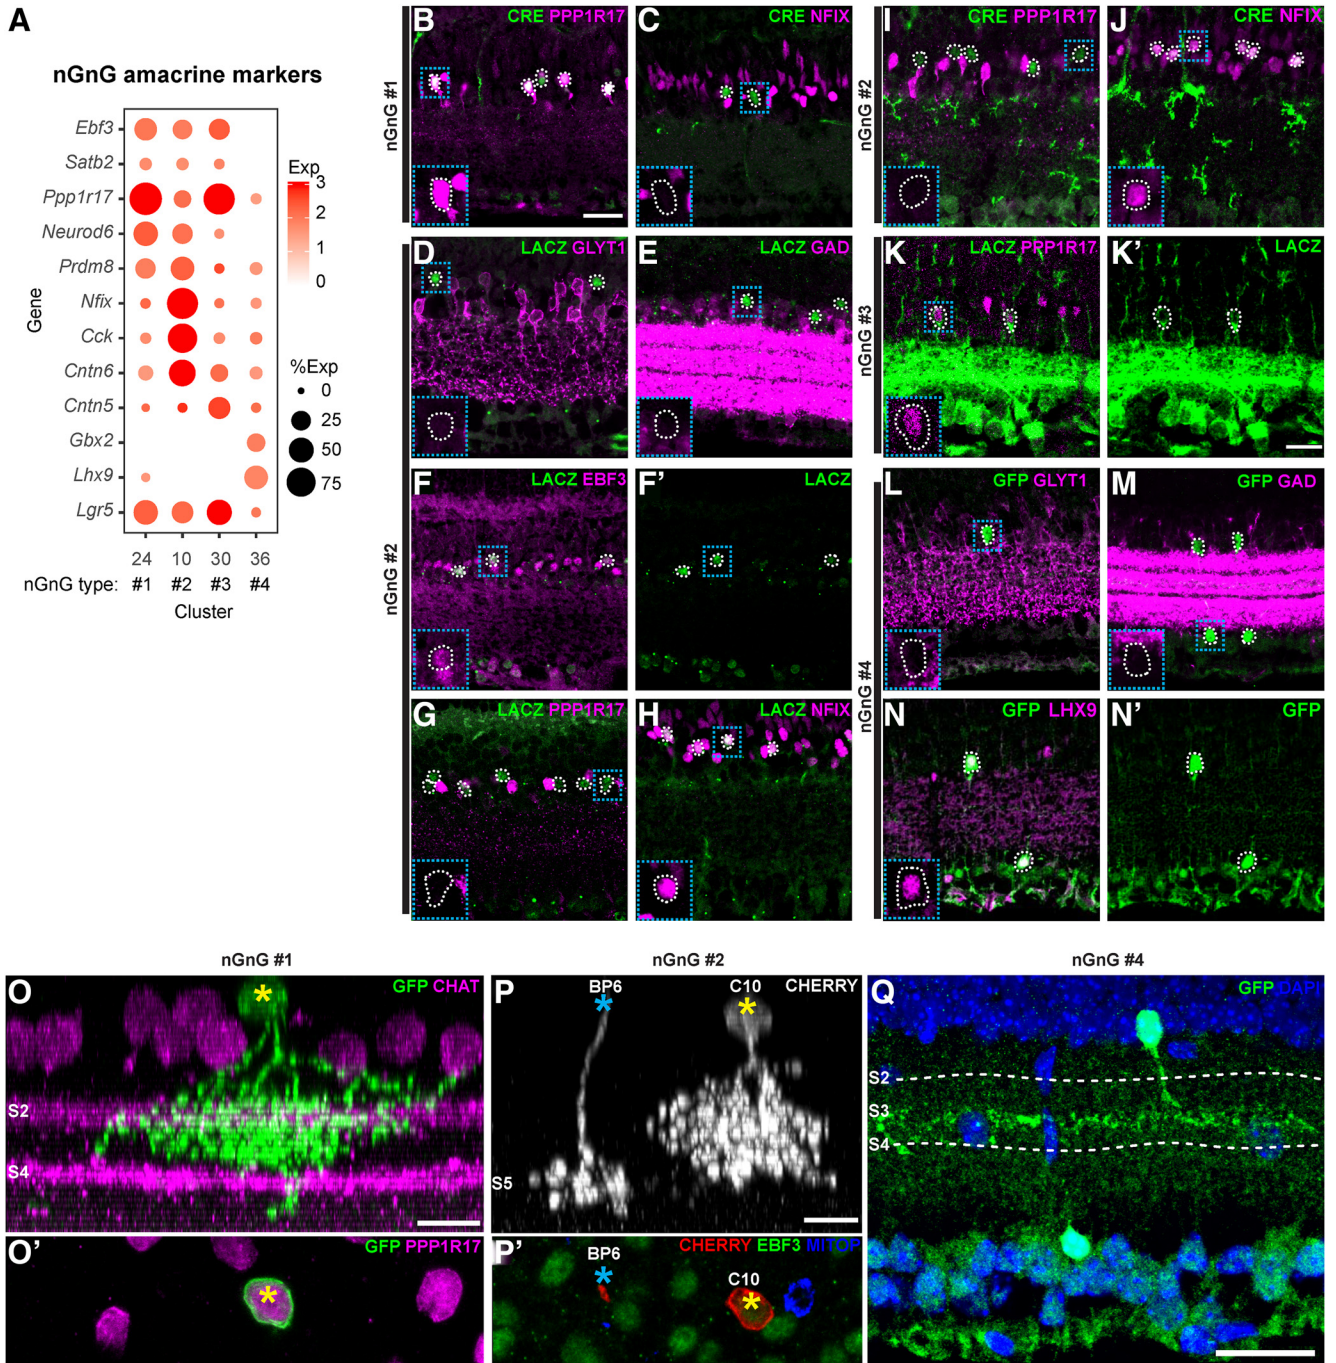 A
nGnG amacrine markers
Gene
Ebf3
Satb2
Ppp1r17
Neurod6
Prdm8
Nfix
Cck
Cntn6
Cntn5
Gbx2
Lhx9
Lgr5
Exp
3
2
1
0
%Exp
0
25
50
75
24 10 30 36
nGnG type: #1 #2 #3 #4
Cluster
nGnG #1
B CRE PPP1R17
C CRE NFIX
nGnG #2
D LACZ GLYT1
E LACZ GAD
F LACZ EBF3
F’ LACZ
G LACZ PPP1R17
H LACZ NFIX
nGnG #2
I CRE PPP1R17
J CRE NFIX
nGnG #3
K LACZ PPP1R17
K’ LACZ
nGnG #4
L GFP GLYT1
M GFP GAD
N GFP LHX9
N’ GFP
nGnG #1
O GFP CHAT
*
S2
S4
O’ GFP PPP1R17
*
nGnG #2
P BP6 C10 CHERRY
* *
S5
P’ CHERRY EBF3 MITOP
BP6 C10
* *
nGnG #4
Q GFP DAPI
S2
S3
S4